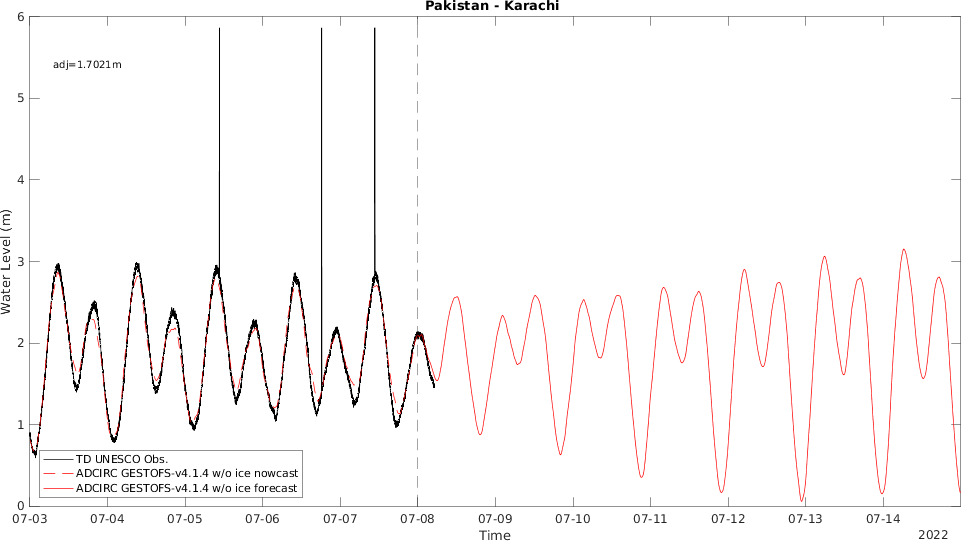 Pakistan - Karachi
adj=1.7021m
Water Level (m)
6
5
4
3
2
1
0
TD UNESCO Obs.
ADCIRC GESTOFS-v4.1.4 w/o ice nowcast
ADCIRC GESTOFS-v4.1.4 w/o ice forecast
07-03 07-04 07-05 07-06 07-07 07-08 07-09 07-10 07-11 07-12 07-13 07-14
Time
2022